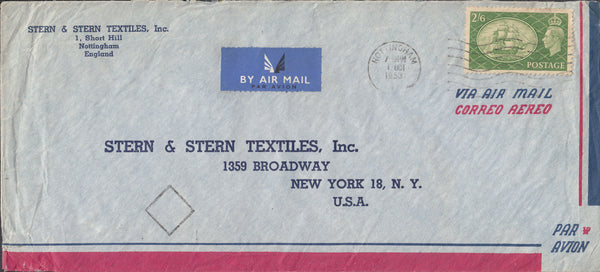 STERN & STERN TEXTILES, Inc.
1, Short Hill
Nottingham
England
BY AIR MAIL
PAR AVION
NOTTINGHAM
1953
2/6
POSTAGE
VIA AIR MAIL
CORREO AEREO
STERN & STERN TEXTILES, Inc.
1359 BROADWAY
NEW YORK 18, N. Y.
U.S.A.
PAR
AVION